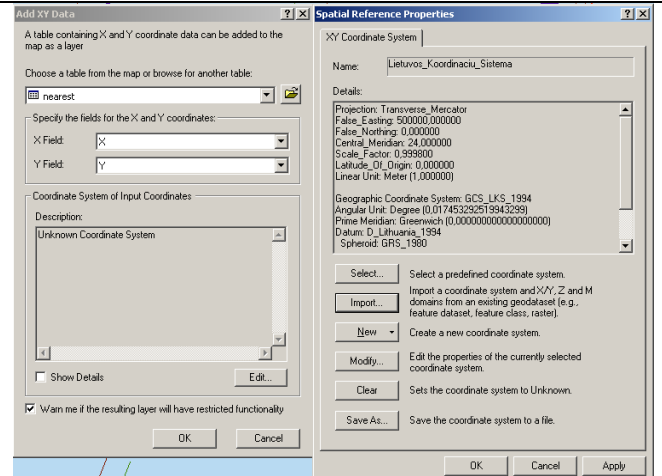 Add XY Data
A table containing X and Y coordinate data can be added to the
map as a layer
Choose a table from the map or browse for another table:
nearest
Specify the fields for the X and Y coordinates:
X Field:
X
Y Field:
Y
Coordinate System of Input Coordinates
Description:
Unknown Coordinate System
Show Details
Edit...
Warn me if the resulting layer will have restricted functionality
OK
Cancel
Spatial Reference Properties
XY Coordinate System
Name:
Lietuvos_Koordinaciu_Sistema
Details:
Projection: Transverse_Mercator
False_Easting: 500000,000000
False_Northing: 0,000000
Central_Meridian: 24,000000
Scale_Factor: 0,999800
Latitude_Of_Origin: 0,000000
Linear Unit: Meter (1,000000)
Geographic Coordinate System: GCS_LKS_1994
Angular Unit: Degree (0,017453292519943299)
Prime Meridian: Greenwich (0,000000000000000000)
Datum: D_Lithuania_1994
Spheroid: GRS_1980
Select...
Select a predefined coordinate system.
Import...
Import a coordinate system and X/Y, Z and M
domains from an existing geodataset (e.g.,
feature dataset, feature class, raster).
New
Create a new coordinate system.
Modify...
Edit the properties of the currently selected
coordinate system.
Clear
Sets the coordinate system to Unknown.
Save As...
Save the coordinate system to a file.
OK
Cancel
Apply